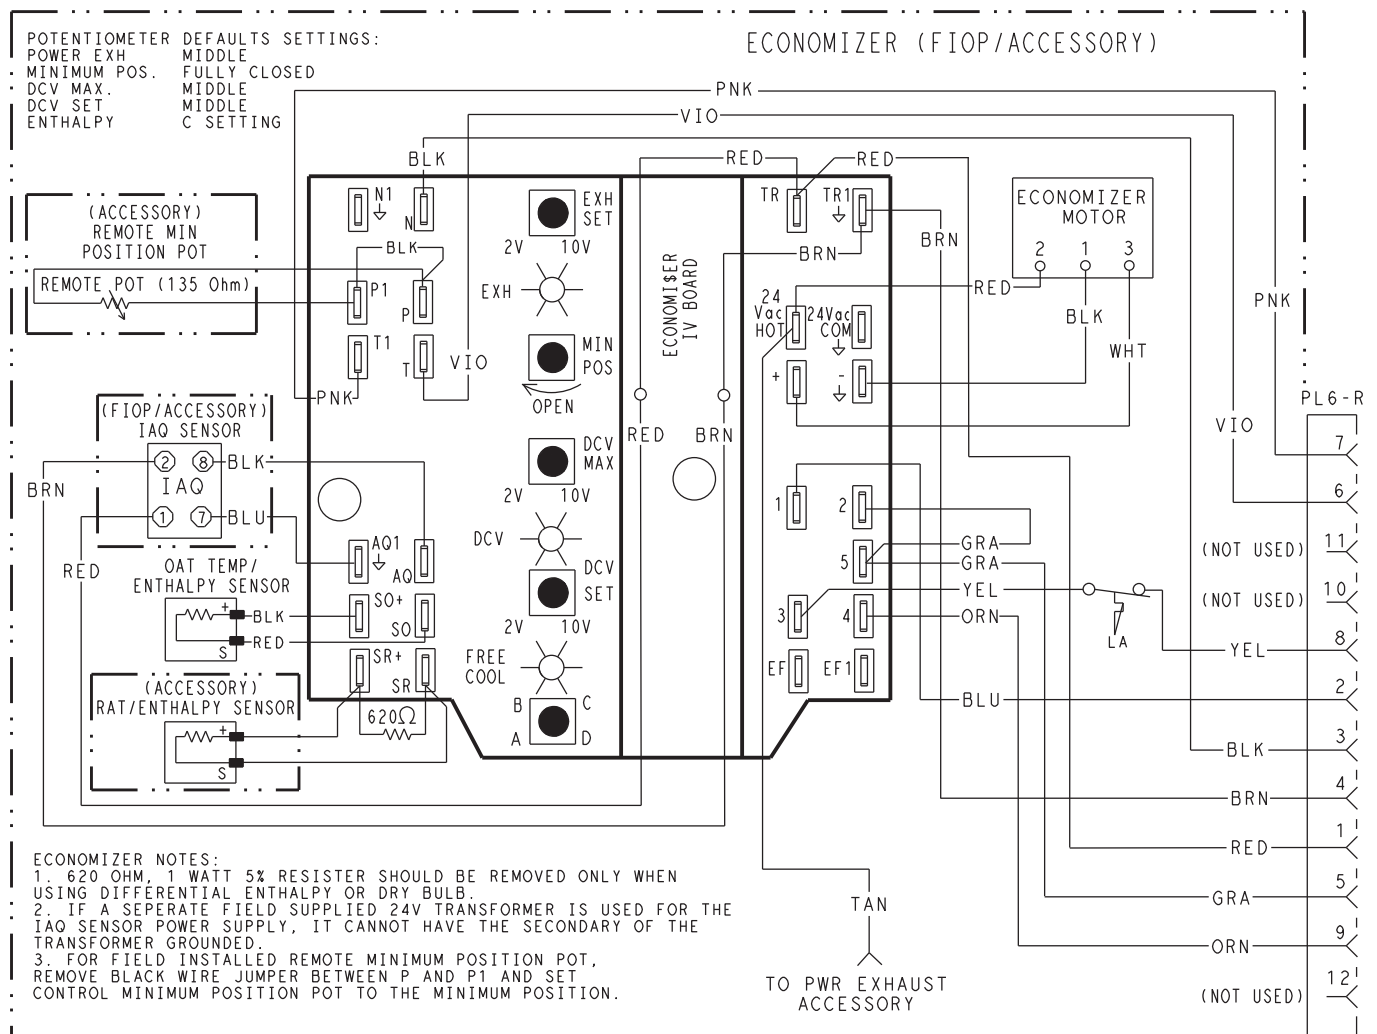 POTENTIOMETER DEFAULTS SETTINGS:
POWER EXH MIDDLE
MINIMUM POS. FULLY CLOSED
DCV MAX. MIDDLE
DCV SET MIDDLE
ENTHALPY C SETTING
ECONOMIZER (FIOP/ACCESSORY)
PNK
VIO
BLK
RED
RED
(ACCESSORY)
REMOTE MIN
POSITION POT
REMOTE POT (135 Ohm)
N1
N
BLK
P1
P
T1
T
VIO
PNK
EXH
SET
2V 10V
EXH
MIN
POS
OPEN
DCV
MAX
2V 10V
DCV
DCV
SET
2V 10V
FREE
COOL
B C
A D
ECONOMI$ER
IV BOARD
RED
BRN
TR
TR1
BRN
BRN
24
Vac
HOT
24Vac
COM
+
-
1
2
5
3
4
EF
EF1
ECONOMIZER
MOTOR
2 1 3
RED
BLK
WHT
PNK
VIO
GRA
GRA
YEL
ORN
BLU
LA
(FIOP/ACCESSORY)
IAQ SENSOR
2 8
IAQ
1 7
BLK
BLU
BRN
RED
AQ1
AQ
SO+
SO
SR+
SR
620Ω
OAT TEMP/
ENTHALPY SENSOR
+
S
BLK
RED
(ACCESSORY)
RAT/ENTHALPY SENSOR
+
S
PL6-R
7
6
(NOT USED) 11
(NOT USED) 10
YEL 8
BLU 2
BLK 3
BRN 4
RED 1
GRA 5
ORN 9
(NOT USED) 12
TAN
TO PWR EXHAUST
ACCESSORY
ECONOMIZER NOTES:
1. 620 OHM, 1 WATT 5% RESISTER SHOULD BE REMOVED ONLY WHEN
USING DIFFERENTIAL ENTHALPY OR DRY BULB.
2. IF A SEPERATE FIELD SUPPLIED 24V TRANSFORMER IS USED FOR THE
IAQ SENSOR POWER SUPPLY, IT CANNOT HAVE THE SECONDARY OF THE
TRANSFORMER GROUNDED.
3. FOR FIELD INSTALLED REMOTE MINIMUM POSITION POT,
REMOVE BLACK WIRE JUMPER BETWEEN P AND P1 AND SET
CONTROL MINIMUM POSITION POT TO THE MINIMUM POSITION.